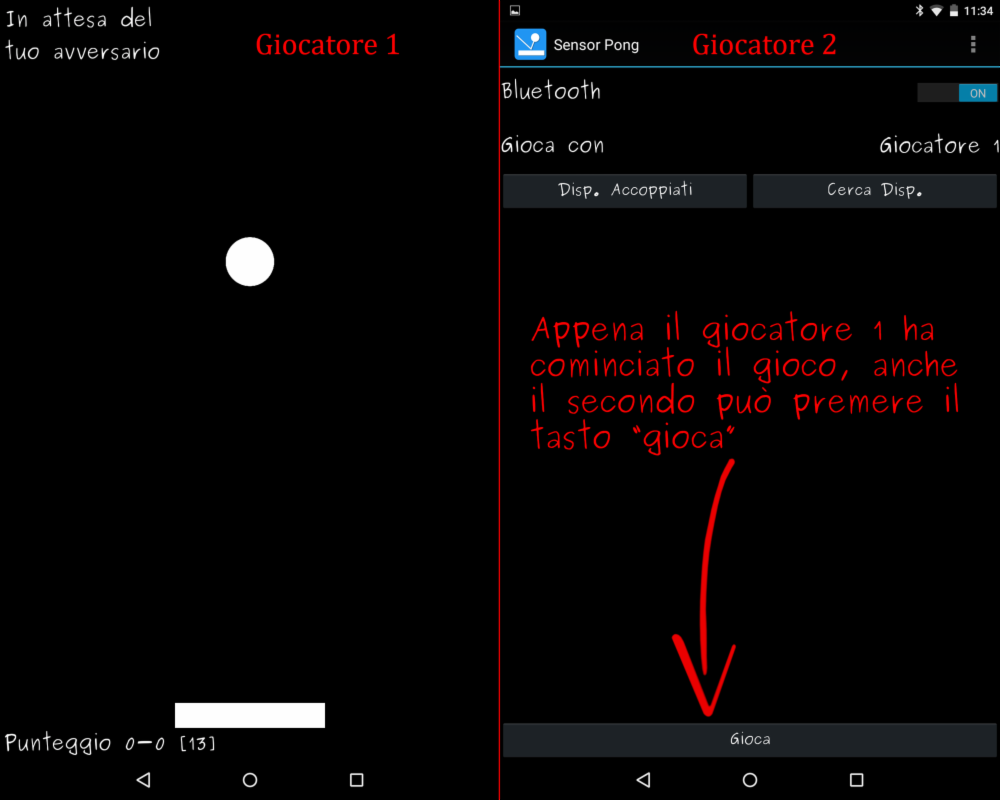 In attesa del
tuo avversario
Giocatore 1
Punteggio 0-0 [13]
11:34
Sensor Pong
Giocatore 2
Bluetooth
ON
Gioca con
Giocatore 1
Disp. Accoppiati
Cerca Disp.
Appena il giocatore 1 ha
cominciato il gioco, anche
il secondo può premere il
tasto "gioca"
Gioca